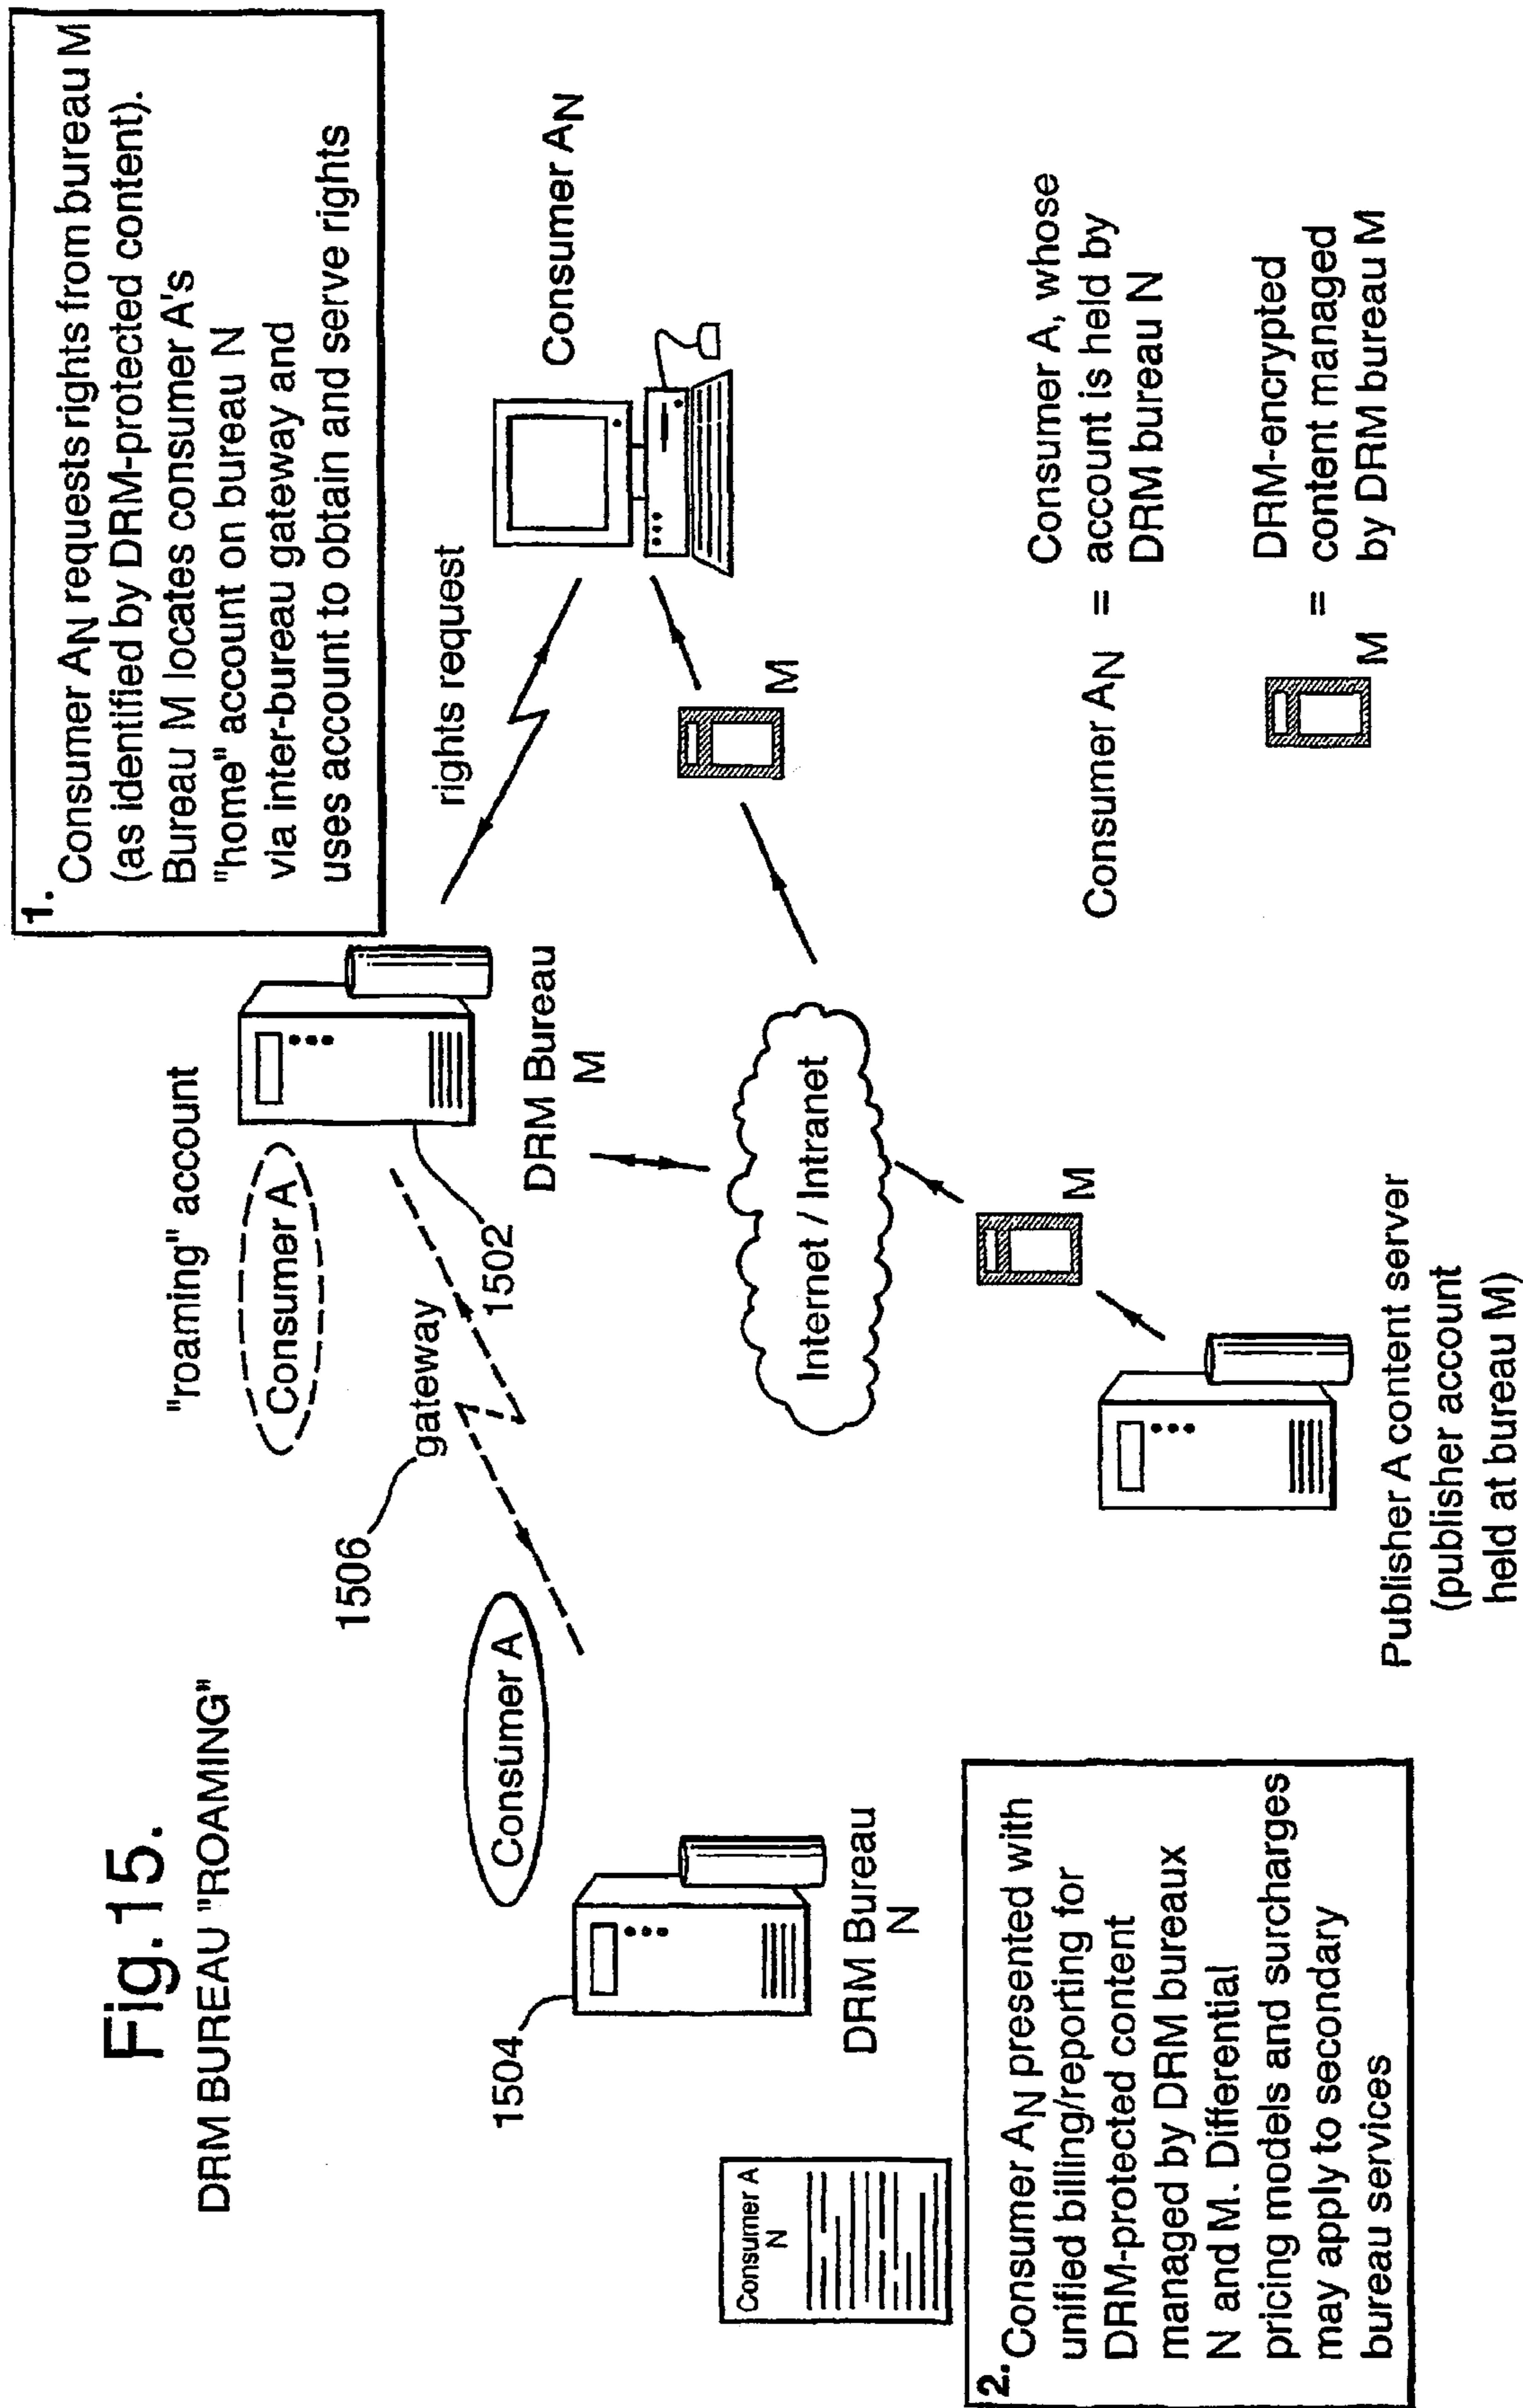 Fig.15.
DRM BUREAU "ROAMING"
1.
Consumer AN requests rights from bureau M
(as identified by DRM-protected content).
Bureau M locates consumer A's
"home" account on bureau N
via inter-bureau gateway and
uses account to obtain and serve rights
"roaming" account
Consumer A
1506
gateway
1502
DRM Bureau
M
rights request
Consumer AN
M
Consumer A
1504
DRM Bureau
N
Internet / Intranet
M
Consumer A
N
2. Consumer AN presented with
unified billing/reporting for
DRM-protected content
managed by DRM bureaux
N and M. Differential
pricing models and surcharges
may apply to secondary
bureau services
Publisher A content server
(publisher account
held at bureau M)
Consumer AN = Consumer A, whose
account is held by
DRM bureau N
M = DRM-encrypted
content managed
by DRM bureau M